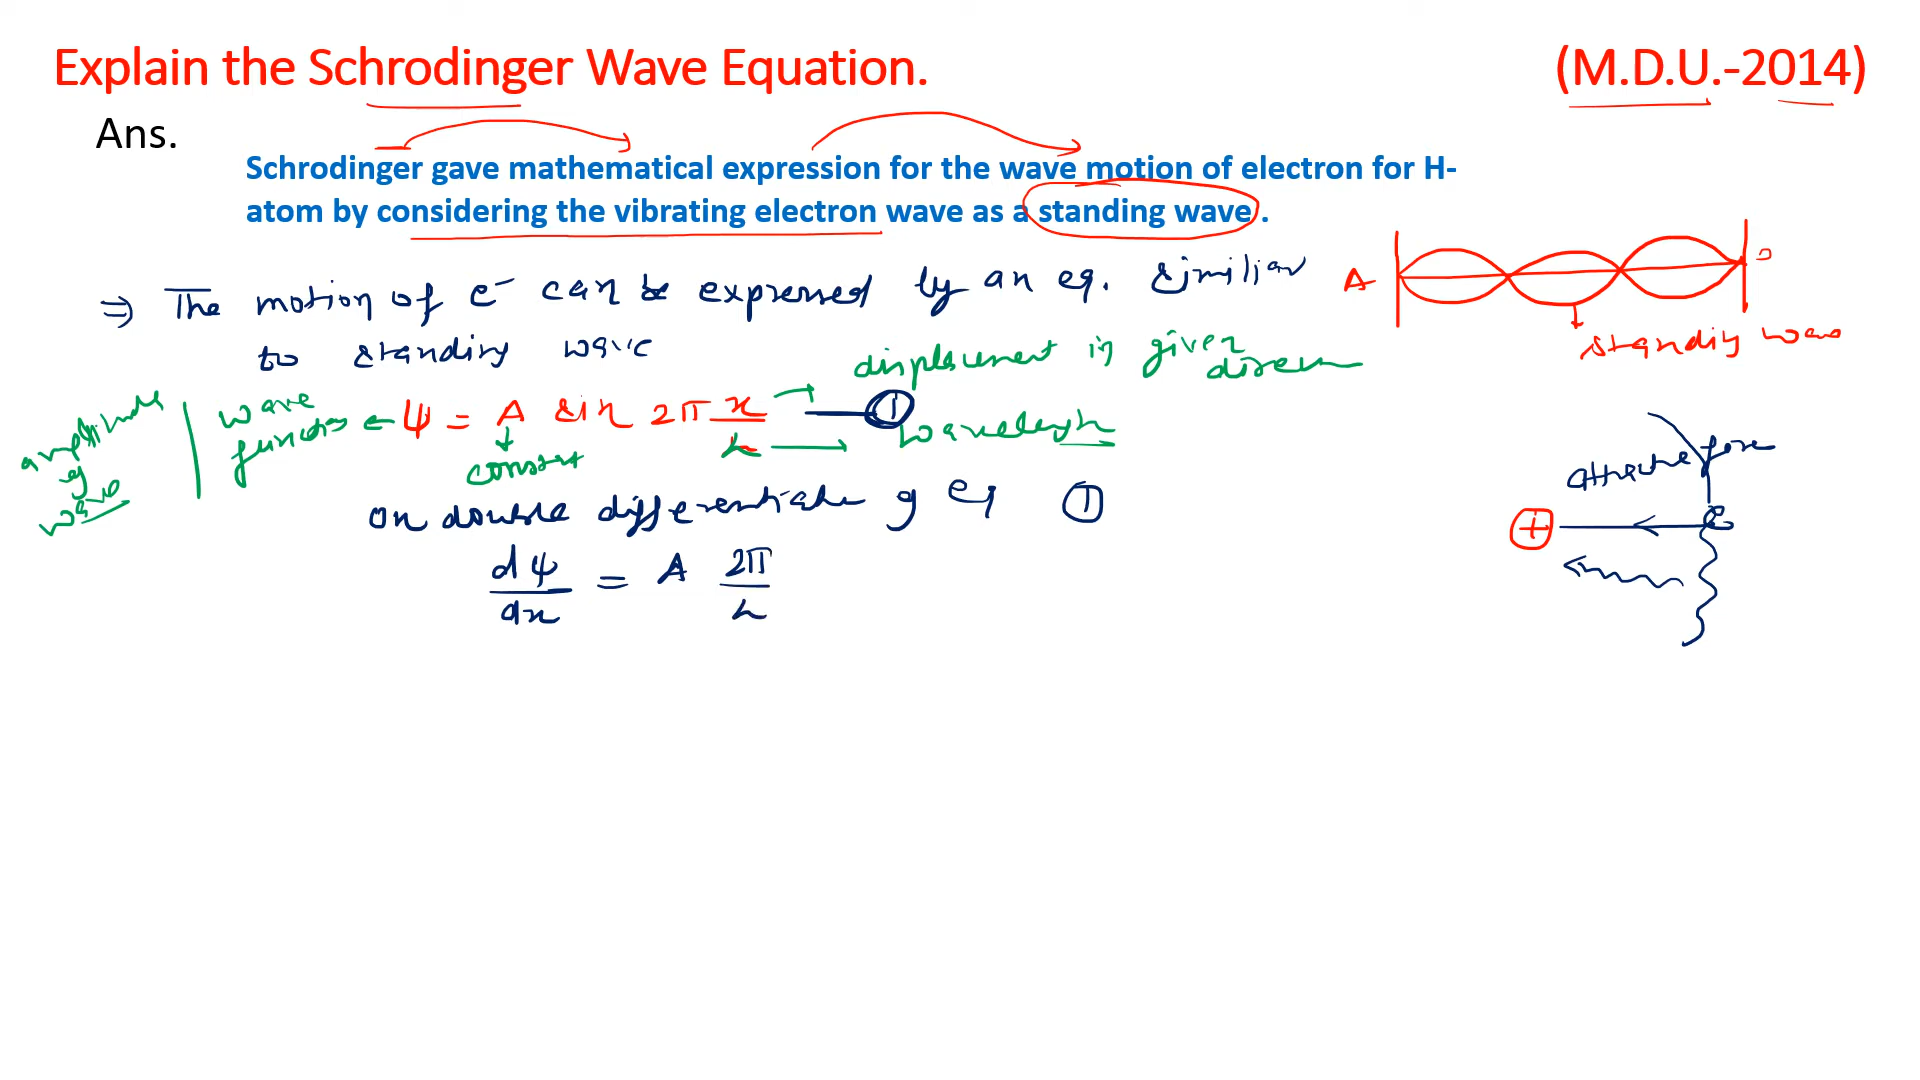 Explain the Schrodinger Wave Equation. (M.D.U.-2014)
Ans.
Schrodinger gave mathematical expression for the wave motion of electron for H-
atom by considering the vibrating electron wave as a standing wave .
⇒ The motion of e⁻ can be expressed by an eq. similiar
to standing wave
A
standing wave
displacement in given
direcn
amplitude
of
wave
wave
function ← ψ = A sin 2π x/λ → ①
wavelength
constant
attractive force
on double differentiate of eq ①
+ e
dψ/dx = A 2π/λ